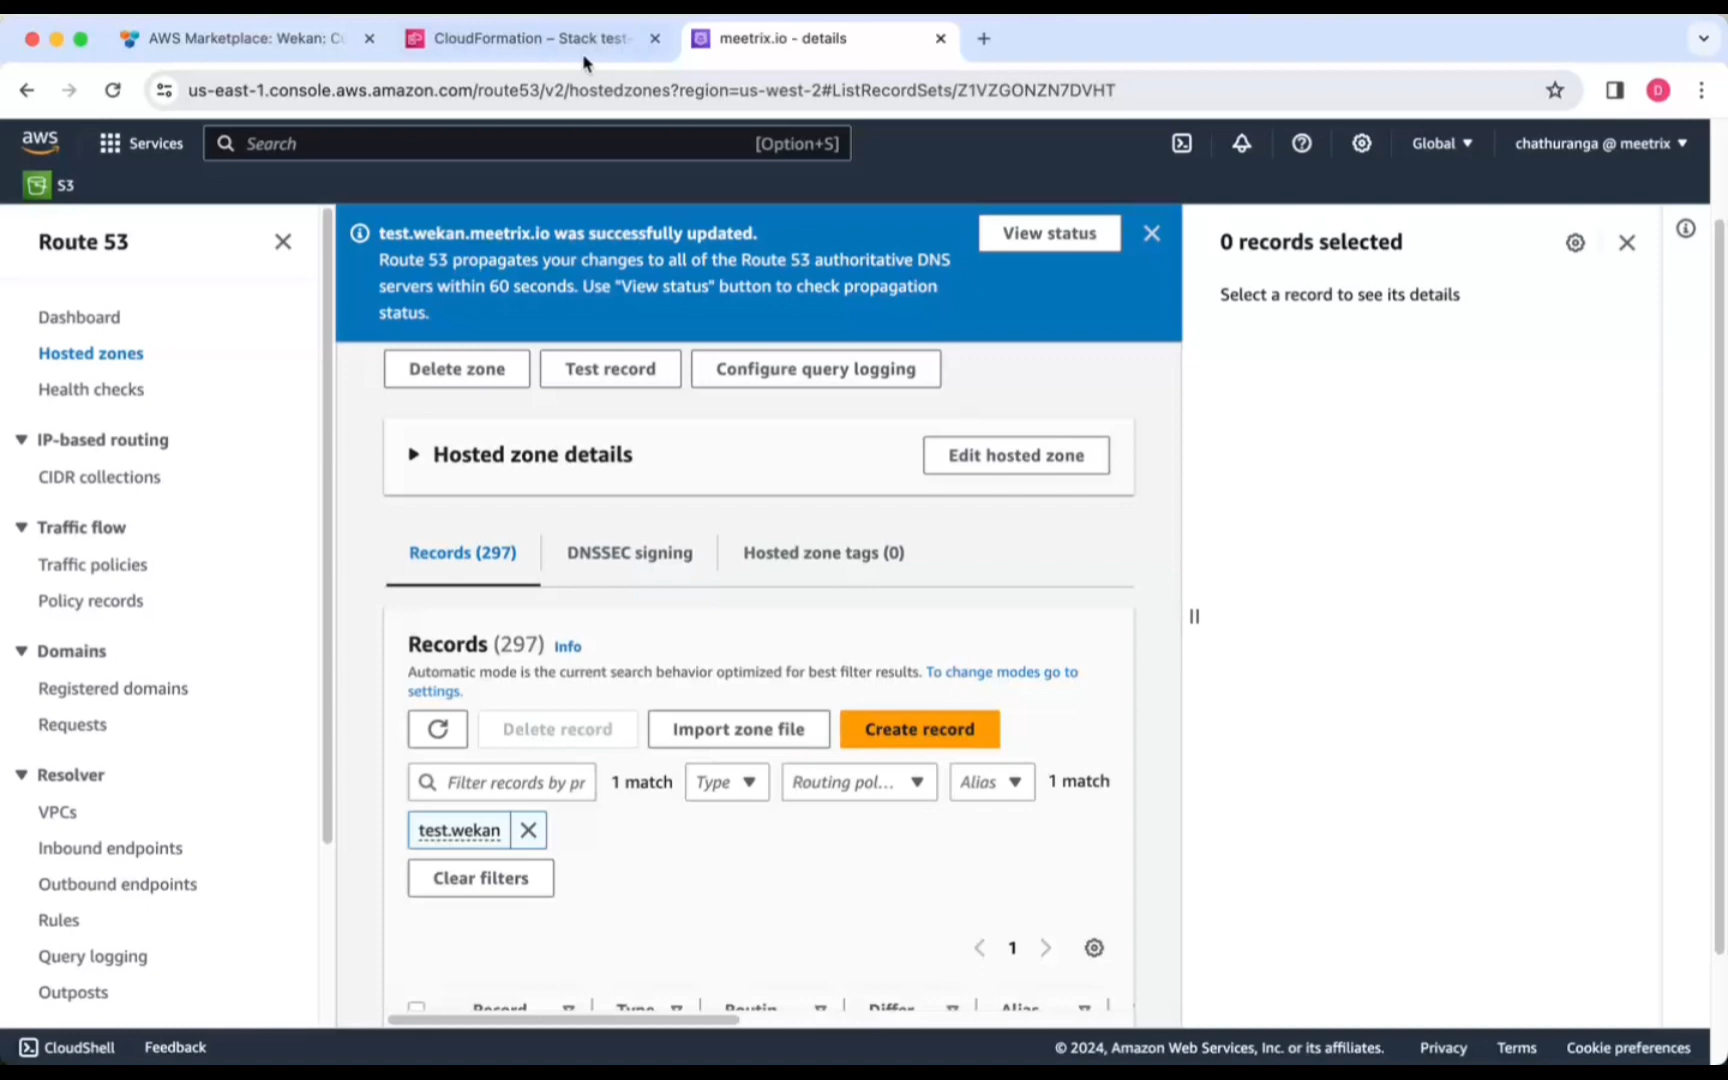 AWS Marketplace: Wekan: Cu
CloudFormation – Stack test-
meetrix.io - details
us-east-1.console.aws.amazon.com/route53/v2/hostedzones?region=us-west-2#ListRecordSets/Z1VZGONZN7DVHT
D
aws
Services
Search
[Option+S]
Global
chathuranga @ meetrix
S3
Route 53
Dashboard
Hosted zones
Health checks
IP-based routing
CIDR collections
Traffic flow
Traffic policies
Policy records
Domains
Registered domains
Requests
Resolver
VPCs
Inbound endpoints
Outbound endpoints
Rules
Query logging
Outposts
test.wekan.meetrix.io was successfully updated.
Route 53 propagates your changes to all of the Route 53 authoritative DNS
servers within 60 seconds. Use "View status" button to check propagation
status.
View status
Delete zone
Test record
Configure query logging
Hosted zone details
Edit hosted zone
Records (297)
DNSSEC signing
Hosted zone tags (0)
Records (297) Info
Automatic mode is the current search behavior optimized for best filter results. To change modes go to
settings.
Delete record
Import zone file
Create record
Filter records by pr
1 match
Type
Routing pol...
Alias
1 match
test.wekan
Clear filters
1
Record
Type
Routin
Differ
Alias
0 records selected
Select a record to see its details
CloudShell
Feedback
© 2024, Amazon Web Services, Inc. or its affiliates.
Privacy
Terms
Cookie preferences